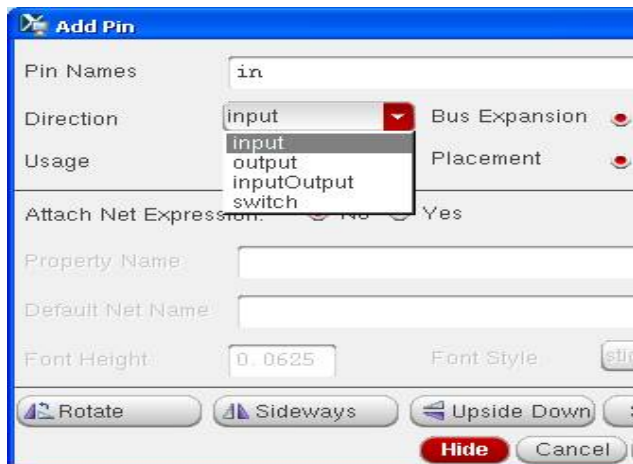 Add Pin
Pin Names in
Direction input Bus Expansion
input
Usage output Placement
inputOutput
switch
Attach Net Expression: No Yes
Property Name
Default Net Name
Font Height 0.0625 Font Style
Rotate Sideways Upside Down
Hide Cancel